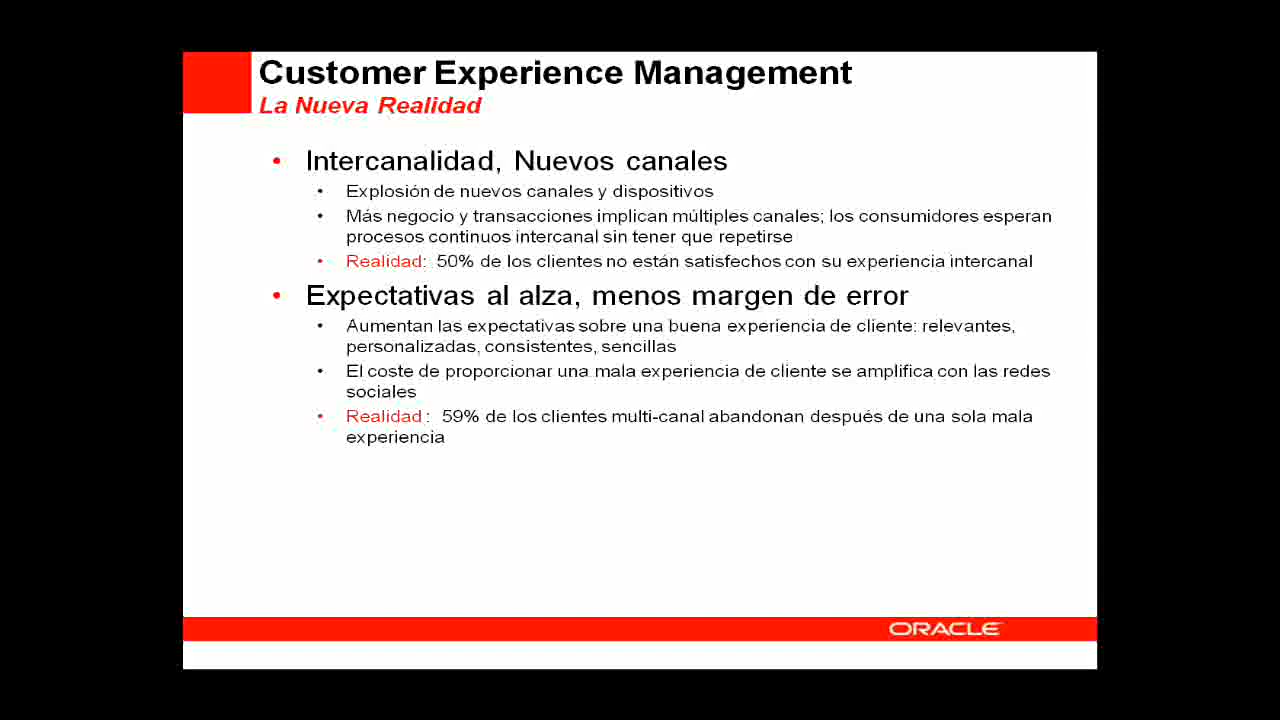 Customer Experience Management
La Nueva Realidad
• Intercanalidad, Nuevos canales
• Explosión de nuevos canales y dispositivos
• Más negocio y transacciones implican múltiples canales; los consumidores esperan
procesos continuos intercanal sin tener que repetirse
• Realidad: 50% de los clientes no están satisfechos con su experiencia intercanal
• Expectativas al alza, menos margen de error
• Aumentan las expectativas sobre una buena experiencia de cliente: relevantes,
personalizadas, consistentes, sencillas
• El coste de proporcionar una mala experiencia de cliente se amplifica con las redes
sociales
• Realidad : 59% de los clientes multi-canal abandonan después de una sola mala
experiencia
ORACLE